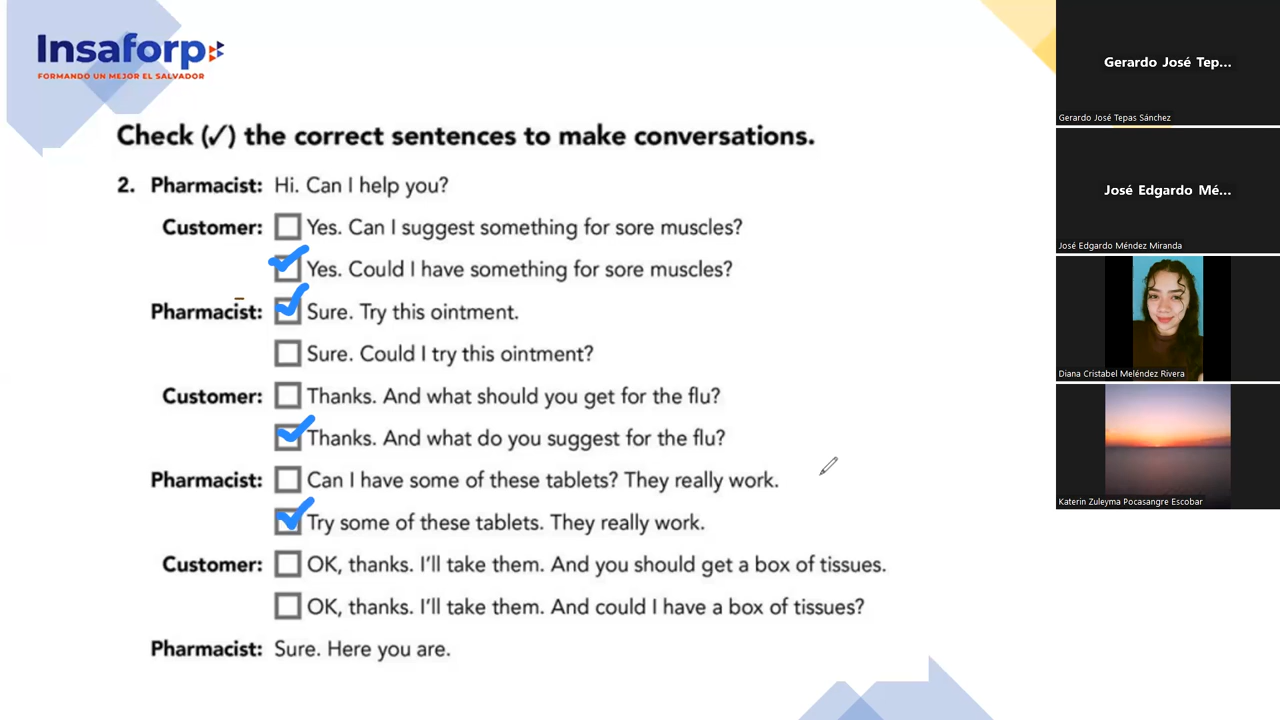 Insaforp
FORMANDO UN MEJOR EL SALVADOR
Check (✓) the correct sentences to make conversations.
2. Pharmacist: Hi. Can I help you?
Customer: Yes. Can I suggest something for sore muscles?
Yes. Could I have something for sore muscles?
Pharmacist: Sure. Try this ointment.
Sure. Could I try this ointment?
Customer: Thanks. And what should you get for the flu?
Thanks. And what do you suggest for the flu?
Pharmacist: Can I have some of these tablets? They really work.
Try some of these tablets. They really work.
Customer: OK, thanks. I'll take them. And you should get a box of tissues.
OK, thanks. I'll take them. And could I have a box of tissues?
Pharmacist: Sure. Here you are.
Gerardo José Tep...
Gerardo José Tepas Sánchez
José Edgardo Mé...
José Edgardo Méndez Miranda
Diana Cristabel Meléndez Rivera
Katerin Zuleyma Pocasangre Escobar